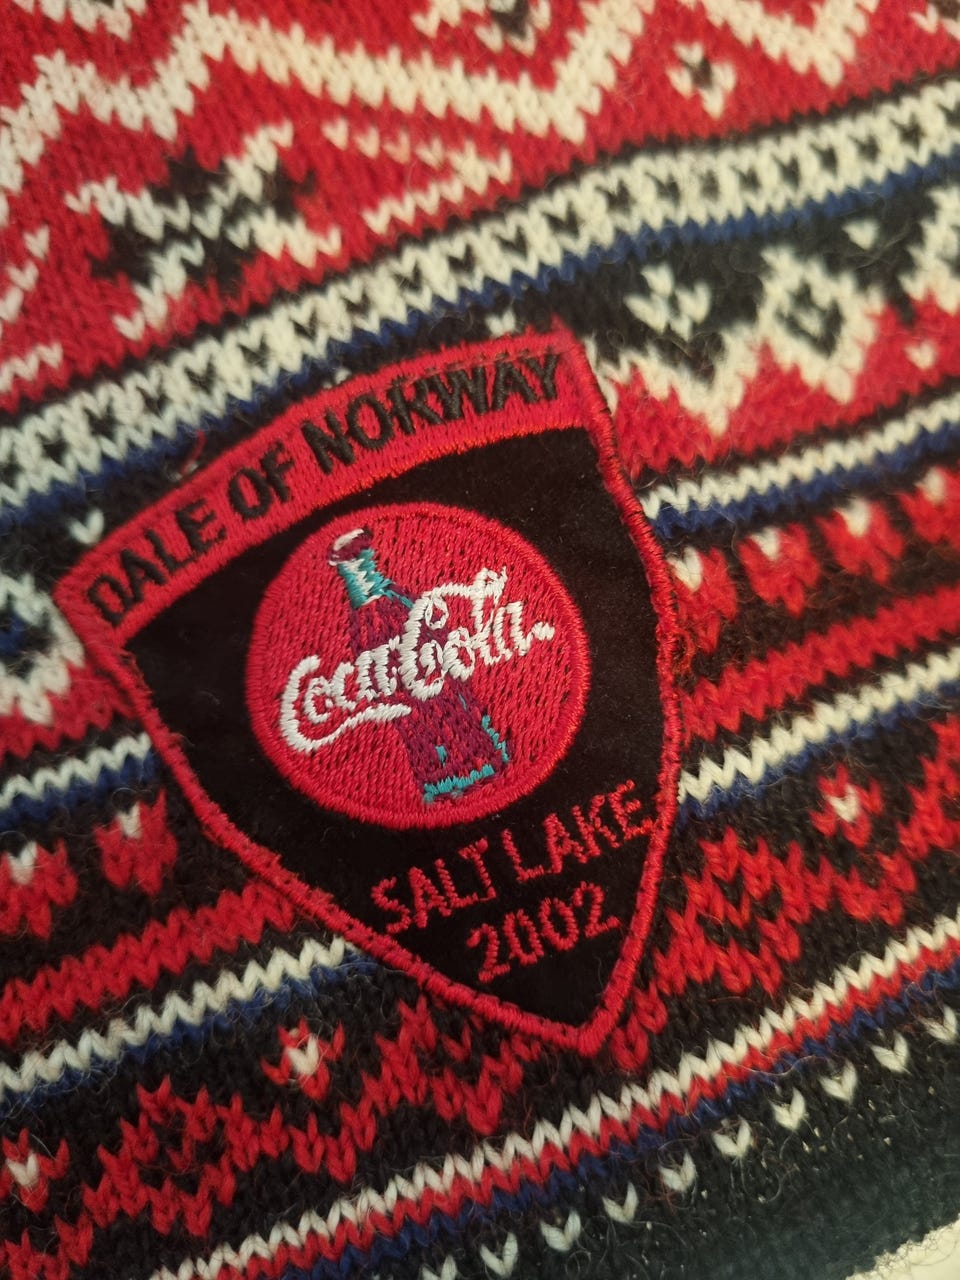 DALE OF NORWAY
Coca-Cola
SALT LAKE
2002